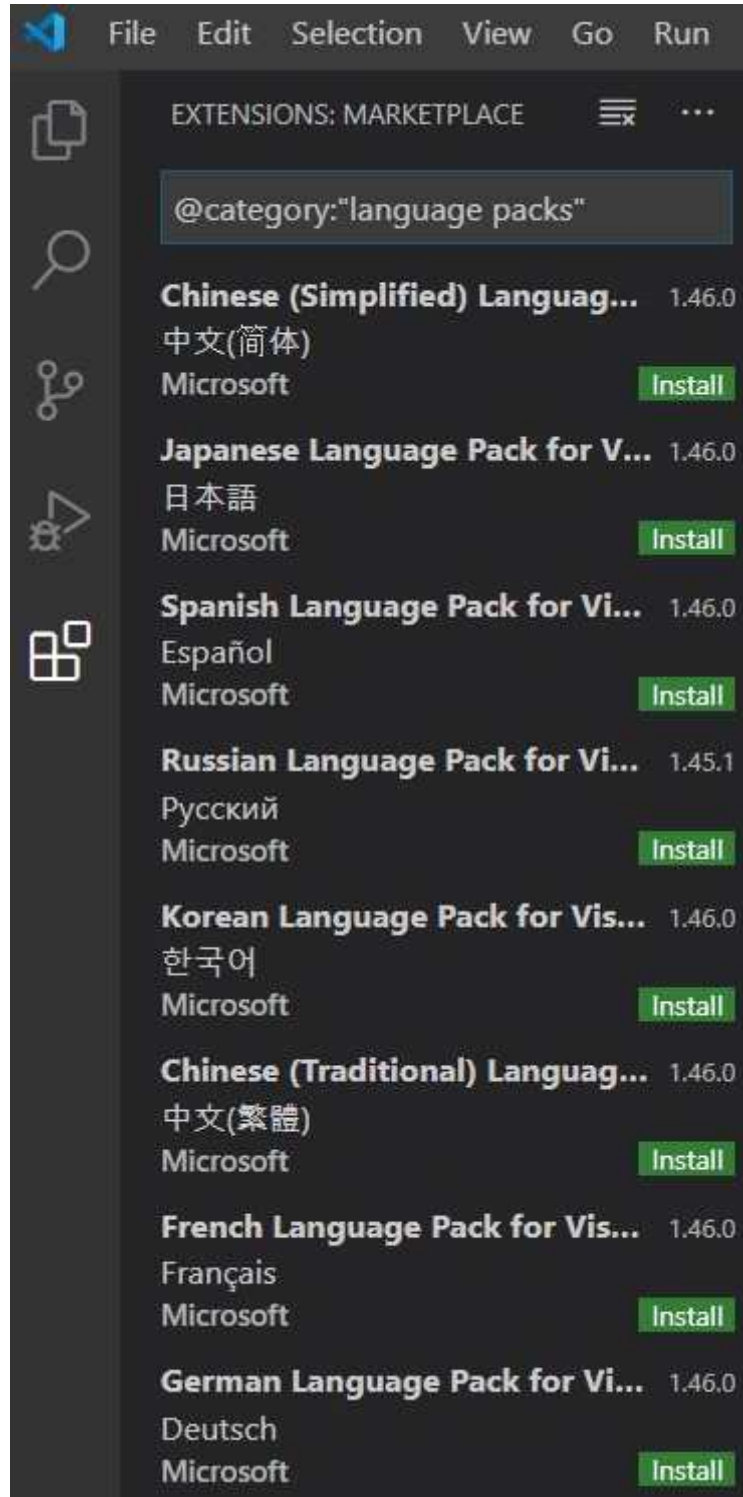 File Edit Selection View Go Run
EXTENSIONS: MARKETPLACE
@category:"language packs"
Chinese (Simplified) Languag... 1.46.0
中文(简体)
Microsoft Install
Japanese Language Pack for V... 1.46.0
日本語
Microsoft Install
Spanish Language Pack for Vi... 1.46.0
Español
Microsoft Install
Russian Language Pack for Vi... 1.45.1
Русский
Microsoft Install
Korean Language Pack for Vis... 1.46.0
한국어
Microsoft Install
Chinese (Traditional) Languag... 1.46.0
中文(繁體)
Microsoft Install
French Language Pack for Vis... 1.46.0
Français
Microsoft Install
German Language Pack for Vi... 1.46.0
Deutsch
Microsoft Install